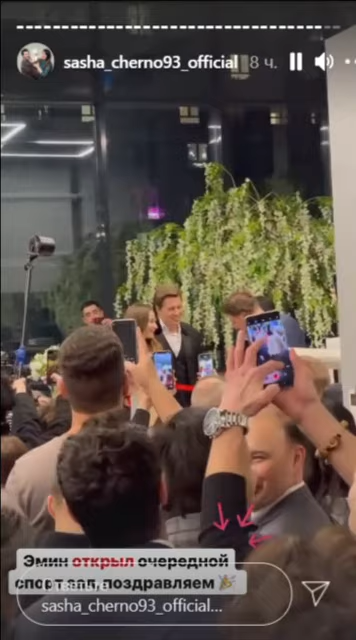 sasha_cherno93_official 8 ч.
Эмин открыл очередной
спортзал, поздравляем 🎉
sasha_cherno93_official...